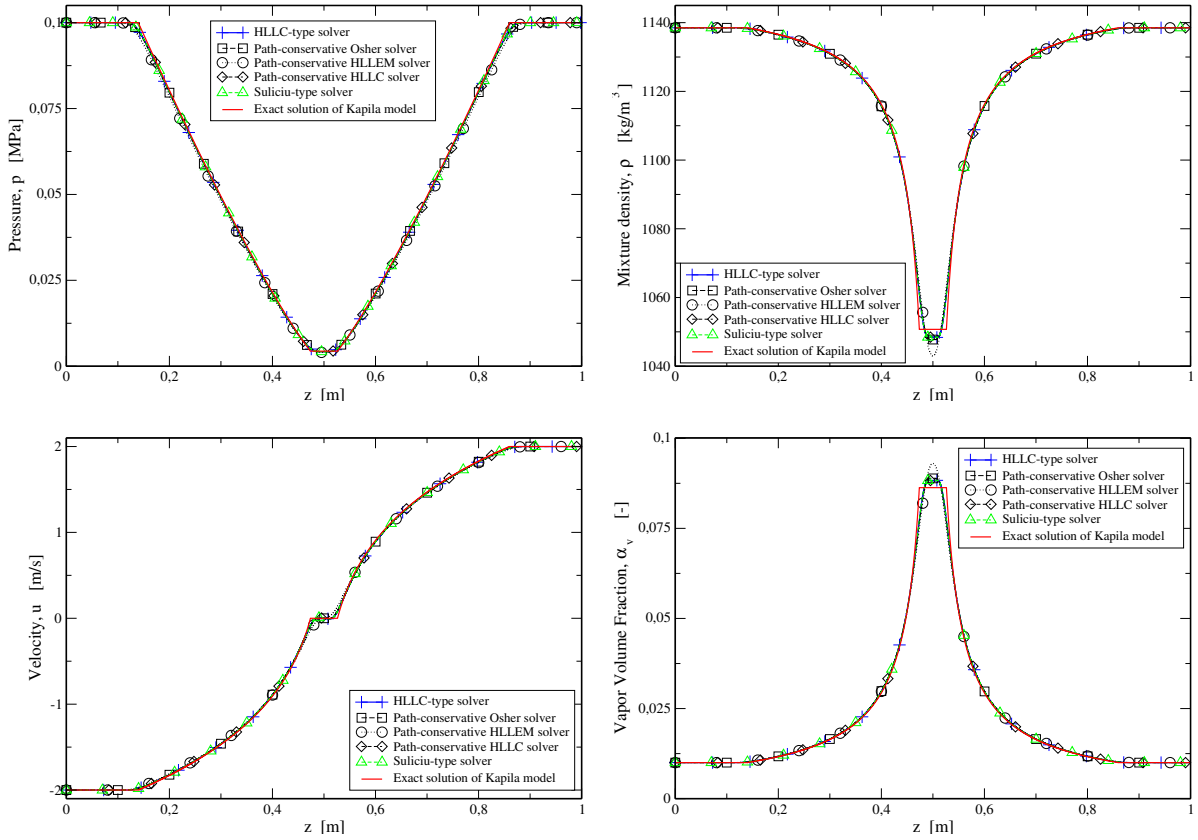 0.1
0.075
0.05
0.025
0
Pressure, p [MPa]
HLLC-type solver
Path-conservative Osher solver
Path-conservative HLLEM solver
Path-conservative HLLC solver
Suliciu-type solver
Exact solution of Kapila model
0 0,2 0,4 0,6 0,8 1
z [m]
1140
1120
1100
1080
1060
1040
Mixture density, ρ [kg/m³]
HLLC-type solver
Path-conservative Osher solver
Path-conservative HLLEM solver
Path-conservative HLLC solver
Suliciu-type solver
Exact solution of Kapila model
0 0,2 0,4 0,6 0,8 1
z [m]
2
1
0
-1
-2
Velocity, u [m/s]
HLLC-type solver
Path-conservative Osher solver
Path-conservative HLLEM solver
Path-conservative HLLC solver
Suliciu-type solver
Exact solution of Kapila model
0 0,2 0,4 0,6 0,8 1
z [m]
0,1
0,075
0,05
0,025
0
Vapor Volume Fraction, αv [-]
HLLC-type solver
Path-conservative Osher solver
Path-conservative HLLEM solver
Path-conservative HLLC solver
Suliciu-type solver
Exact solution of Kapila model
0 0,2 0,4 0,6 0,8 1
z [m]